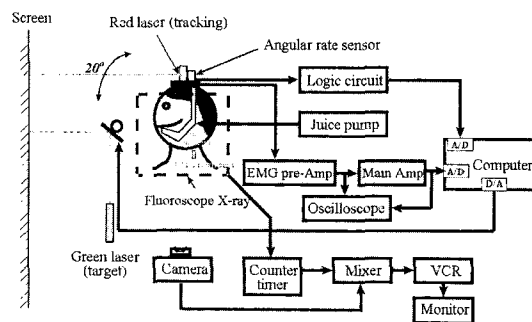 Screen
Red laser (tracking)
Angular rate sensor
20°
Logic circuit
Juice pump
A/D
Computer
A/D
D/A
EMG pre-Amp
Main Amp
Oscilloscope
Fluoroscope X-ray
Green laser
(target)
Camera
Counter
timer
Mixer
VCR
Monitor